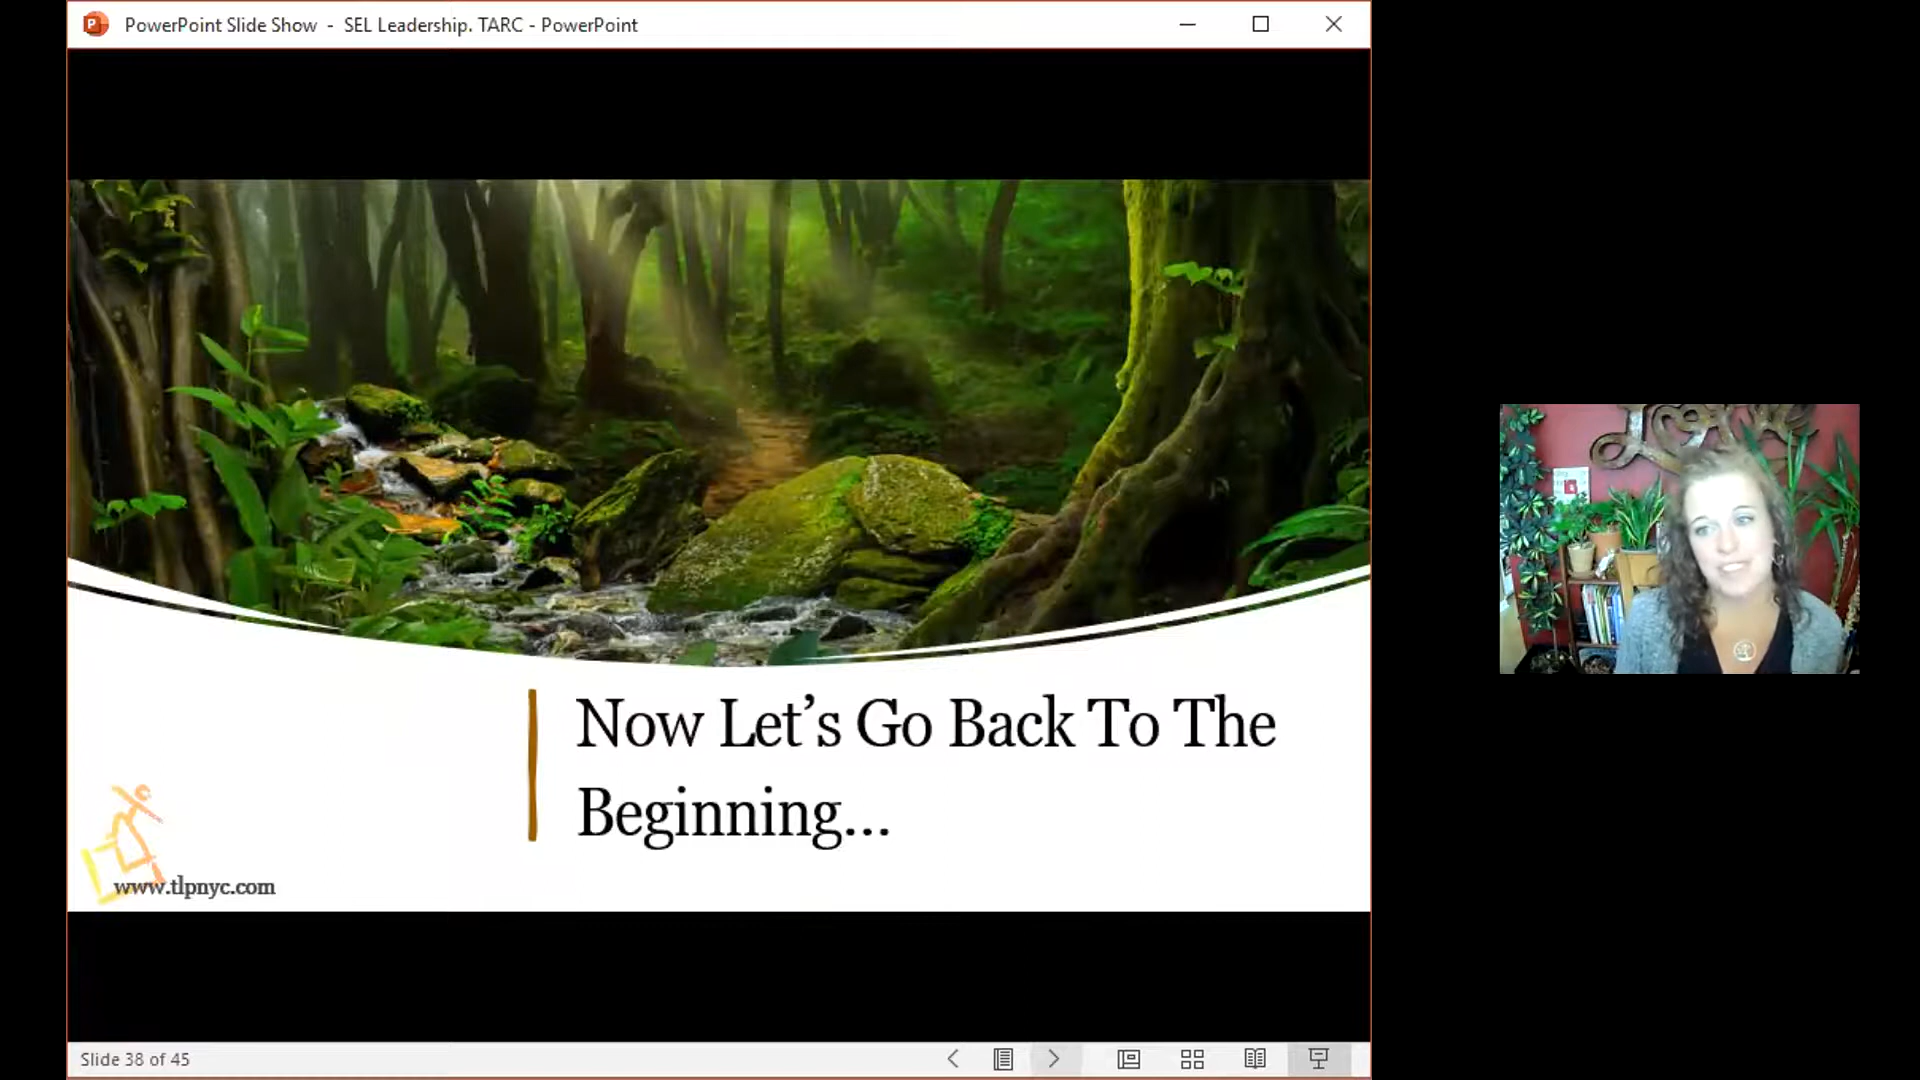 PowerPoint Slide Show - SEL Leadership. TARC - PowerPoint
Now Let's Go Back To The
Beginning...
www.tlpnyc.com
Slide 38 of 45